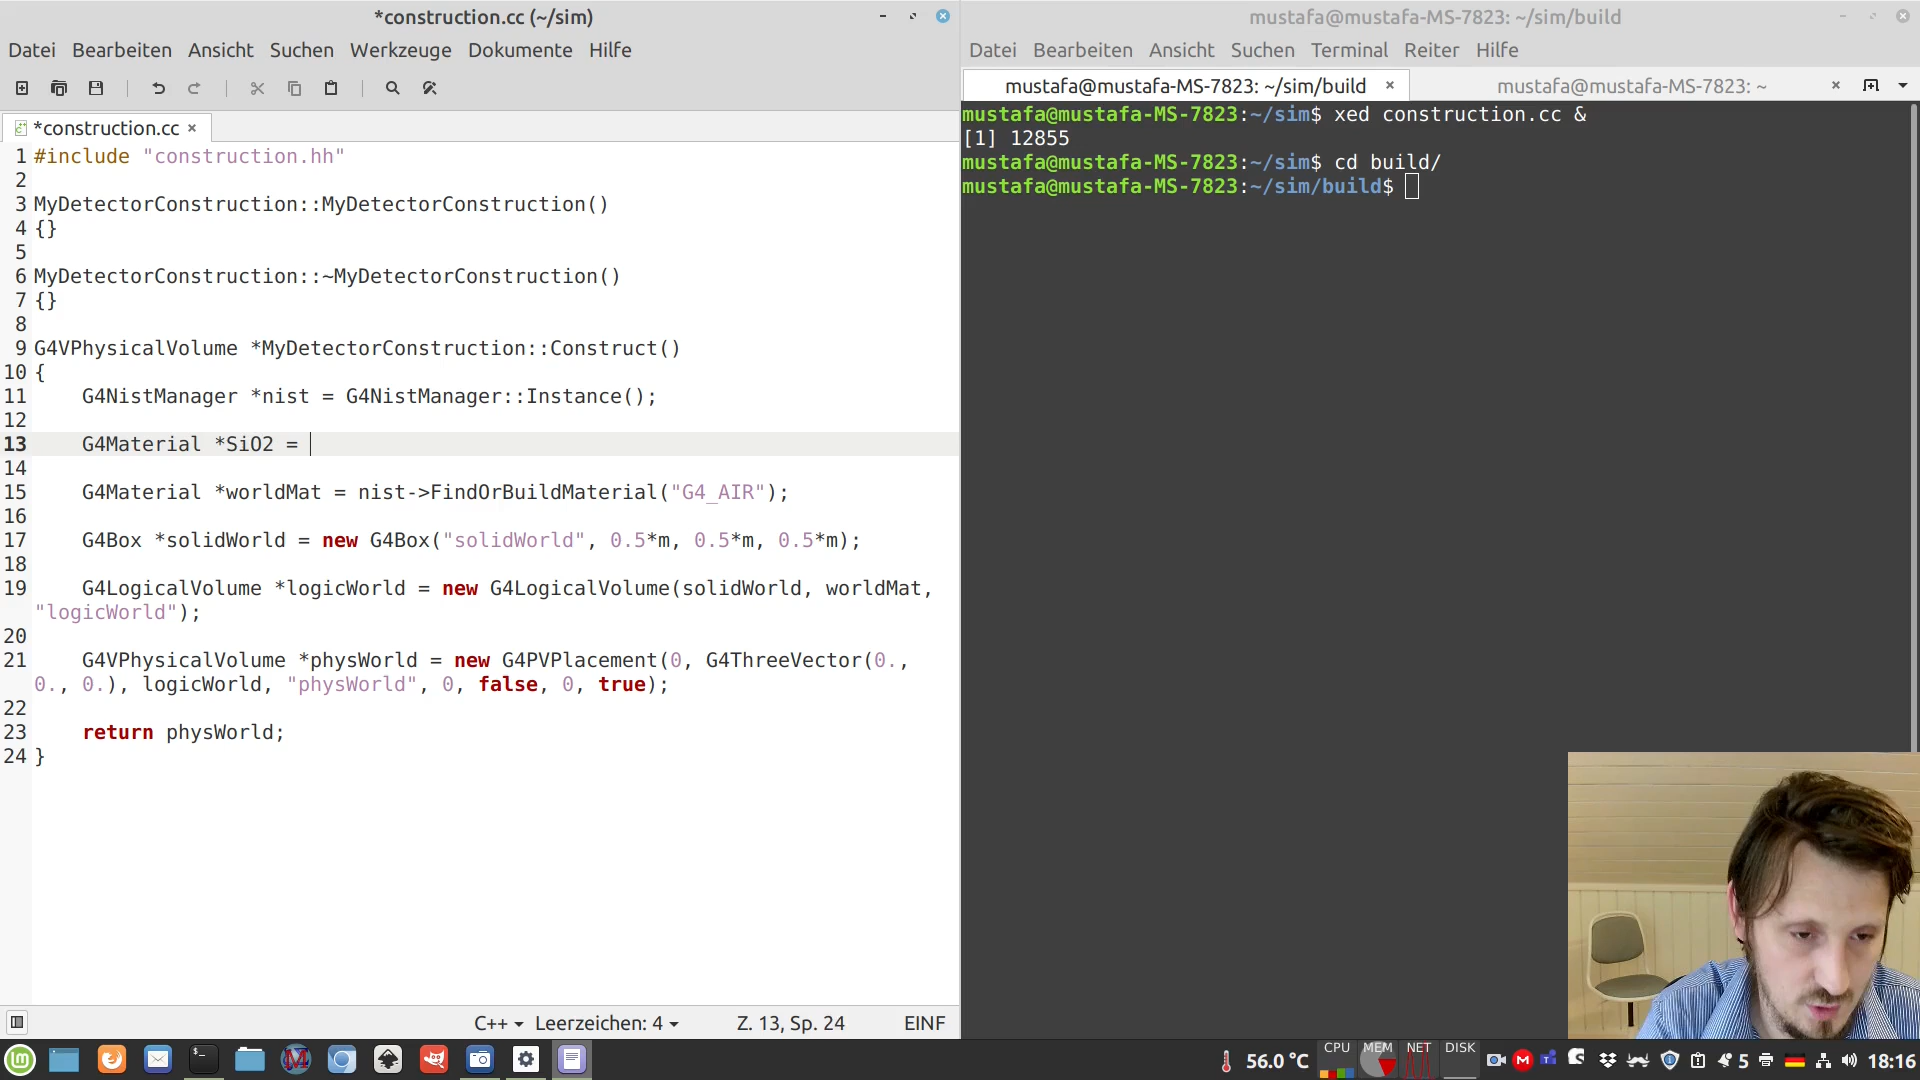 *construction.cc (~/sim)
Datei Bearbeiten Ansicht Suchen Werkzeuge Dokumente Hilfe
*construction.cc
1 #include "construction.hh"
2
3 MyDetectorConstruction::MyDetectorConstruction()
4 {}
5
6 MyDetectorConstruction::~MyDetectorConstruction()
7 {}
8
9 G4VPhysicalVolume *MyDetectorConstruction::Construct()
10 {
11 G4NistManager *nist = G4NistManager::Instance();
12
13 G4Material *SiO2 =
14
15 G4Material *worldMat = nist->FindOrBuildMaterial("G4_AIR");
16
17 G4Box *solidWorld = new G4Box("solidWorld", 0.5*m, 0.5*m, 0.5*m);
18
19 G4LogicalVolume *logicWorld = new G4LogicalVolume(solidWorld, worldMat,
"logicWorld");
20
21 G4VPhysicalVolume *physWorld = new G4PVPlacement(0, G4ThreeVector(0.,
0., 0.), logicWorld, "physWorld", 0, false, 0, true);
22
23 return physWorld;
24 }
C++ Leerzeichen: 4 Z. 13, Sp. 24 EINF
mustafa@mustafa-MS-7823: ~/sim/build
Datei Bearbeiten Ansicht Suchen Terminal Reiter Hilfe
mustafa@mustafa-MS-7823: ~/sim/build mustafa@mustafa-MS-7823: ~
mustafa@mustafa-MS-7823:~/sim$ xed construction.cc &
[1] 12855
mustafa@mustafa-MS-7823:~/sim$ cd build/
mustafa@mustafa-MS-7823:~/sim/build$
56.0 °C CPU MEM NET DISK 5 18:16